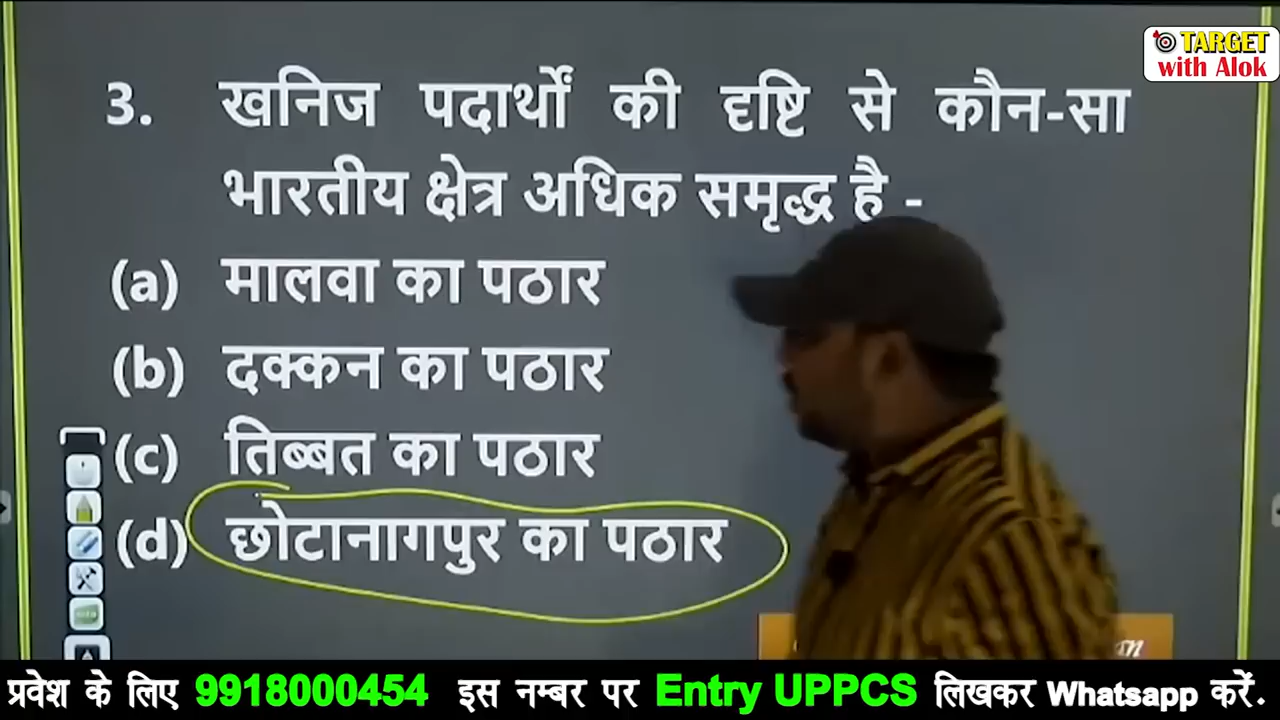 TARGET
with Alok
3. खनिज पदार्थों की दृष्टि से कौन-सा
भारतीय क्षेत्र अधिक समृद्ध है -
(a) मालवा का पठार
(b) दक्कन का पठार
(c) तिब्बत का पठार
(d) छोटानागपुर का पठार
प्रवेश के लिए 9918000454 इस नम्बर पर Entry UPPCS लिखकर Whatsapp करें.